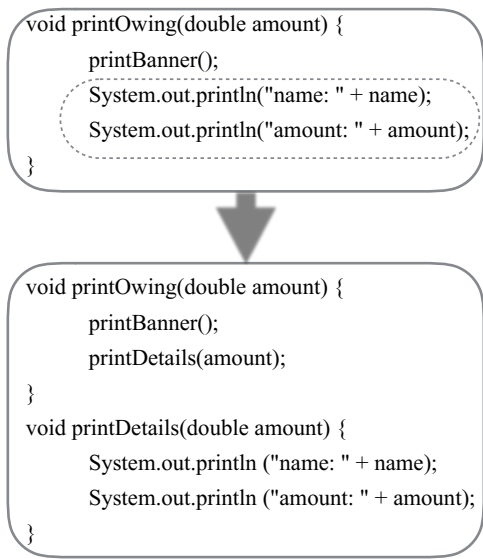 void printOwing(double amount) {
printBanner();
System.out.println("name: " + name);
System.out.println("amount: " + amount);
}
void printOwing(double amount) {
printBanner();
printDetails(amount);
}
void printDetails(double amount) {
System.out.println ("name: " + name);
System.out.println ("amount: " + amount);
}